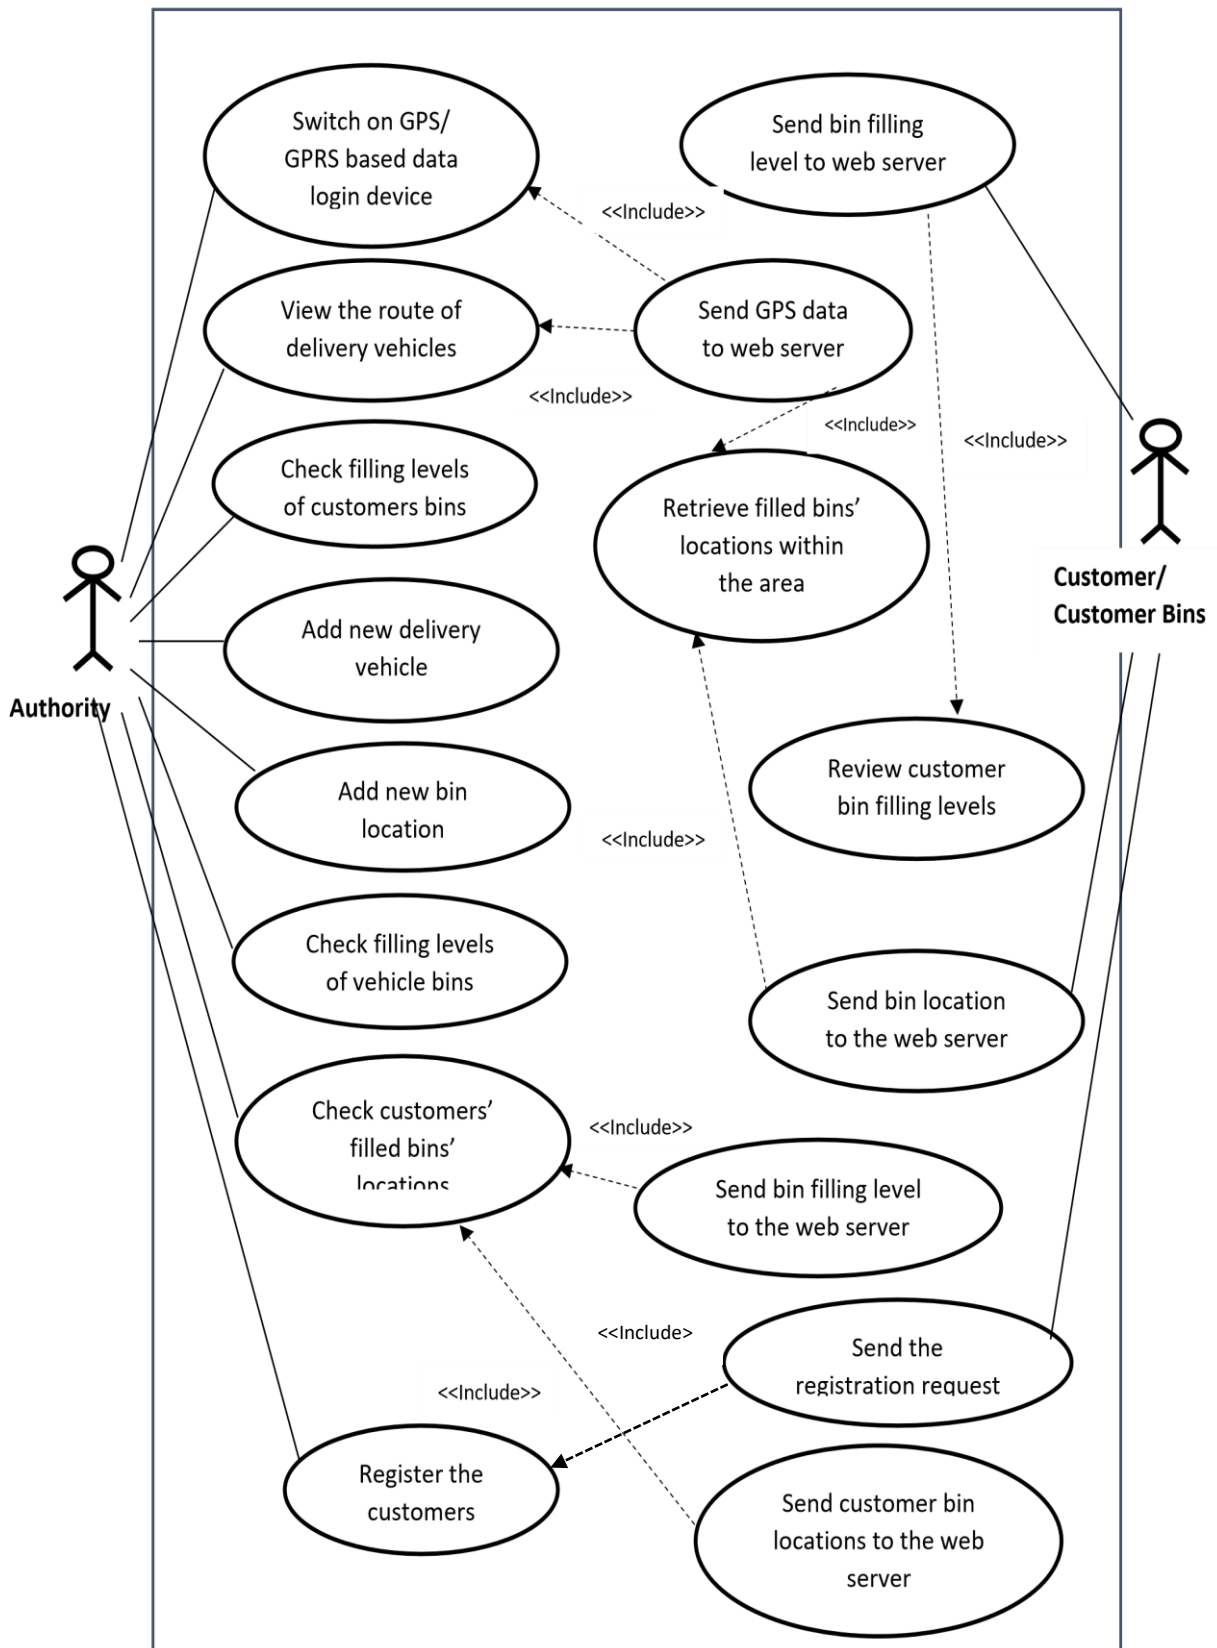 Switch on GPS/
GPRS based data
login device
Send bin filling
level to web server
<<Include>>
View the route of
delivery vehicles
Send GPS data
to web server
<<Include>>
<<Include>>
<<Include>>
Check filling levels
of customers bins
Retrieve filled bins’
locations within
the area
Customer/
Customer Bins
Add new delivery
vehicle
Authority
Add new bin
location
Review customer
bin filling levels
<<Include>>
Check filling levels
of vehicle bins
Send bin location
to the web server
Check customers’
filled bins’
locations
<<Include>>
Send bin filling level
to the web server
<<Include>
Send the
registration request
<<Include>>
Register the
customers
Send customer bin
locations to the web
server